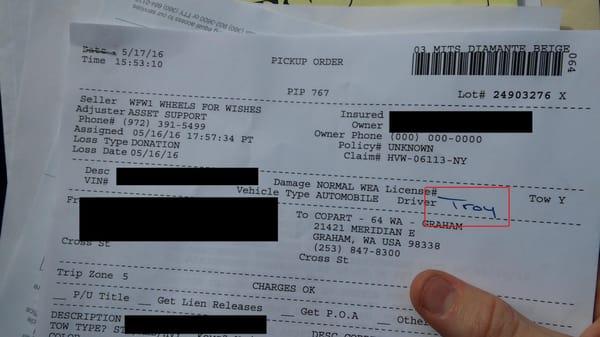 03 MITS DIAMANTE BEIGE
Date 5/17/16
Time 15:53:10
PICKUP ORDER
064
PIP 767
Lot# 24903276 X
Seller WFW1 WHEELS FOR WISHES
Adjuster ASSET SUPPORT
Phone# (972) 391-5499
Assigned 05/16/16 17:57:34 PT
Loss Type DONATION
Loss Date 05/16/16
Insured
Owner
Owner Phone (000) 000-0000
Policy# UNKNOWN
Claim# HVW-06113-NY
Desc
VIN#
Damage NORMAL WEA License#
Vehicle Type AUTOMOBILE Driver Troy Tow Y
To COPART - 64 WA - GRAHAM
21421 MERIDIAN E
GRAHAM, WA USA 98338
(253) 847-8300
Cross St
Cross St
Trip Zone 5
CHARGES OK
__ P/U Title __ Get Lien Releases __ Get P.O.A __ Othe
DESCRIPTION
TOW TYPE?
DESC
COLOR